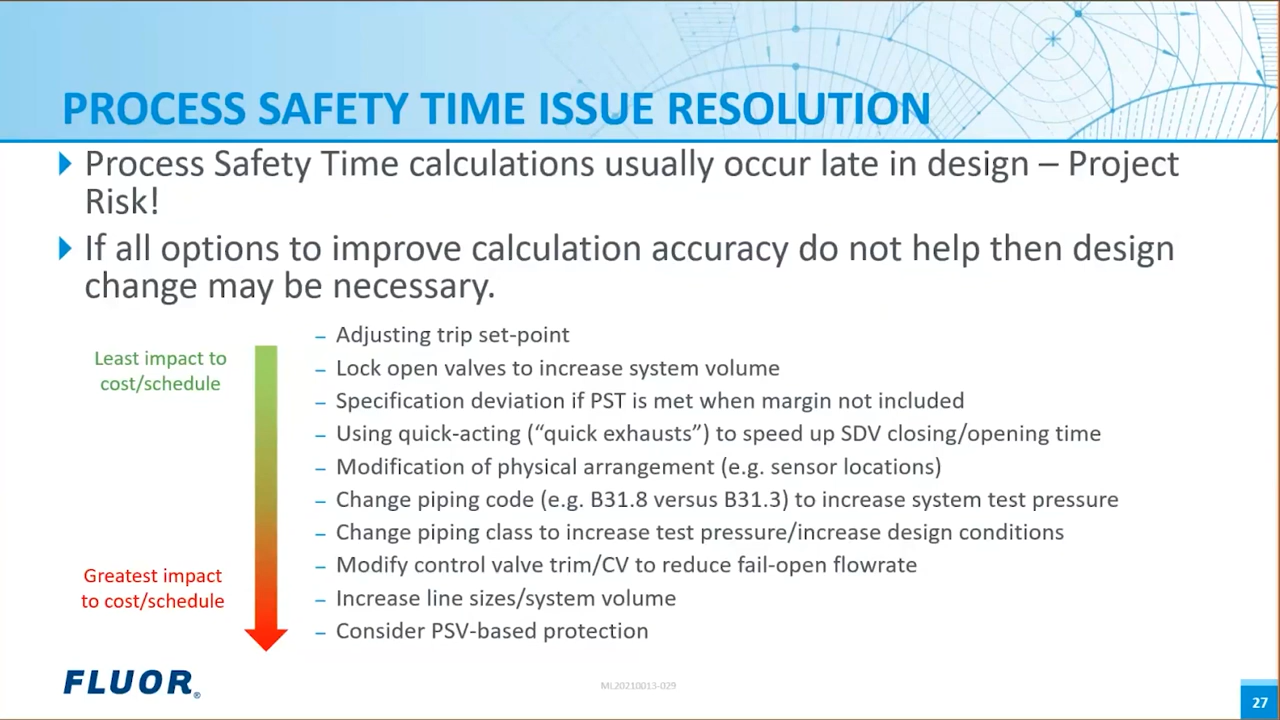 PROCESS SAFETY TIME ISSUE RESOLUTION
Process Safety Time calculations usually occur late in design – Project
Risk!
If all options to improve calculation accuracy do not help then design
change may be necessary.
Least impact to
cost/schedule
– Adjusting trip set-point
– Lock open valves to increase system volume
– Specification deviation if PST is met when margin not included
– Using quick-acting (“quick exhausts”) to speed up SDV closing/opening time
– Modification of physical arrangement (e.g. sensor locations)
– Change piping code (e.g. B31.8 versus B31.3) to increase system test pressure
– Change piping class to increase test pressure/increase design conditions
– Modify control valve trim/CV to reduce fail-open flowrate
– Increase line sizes/system volume
– Consider PSV-based protection
Greatest impact
to cost/schedule
FLUOR®
ML20210013-029
27